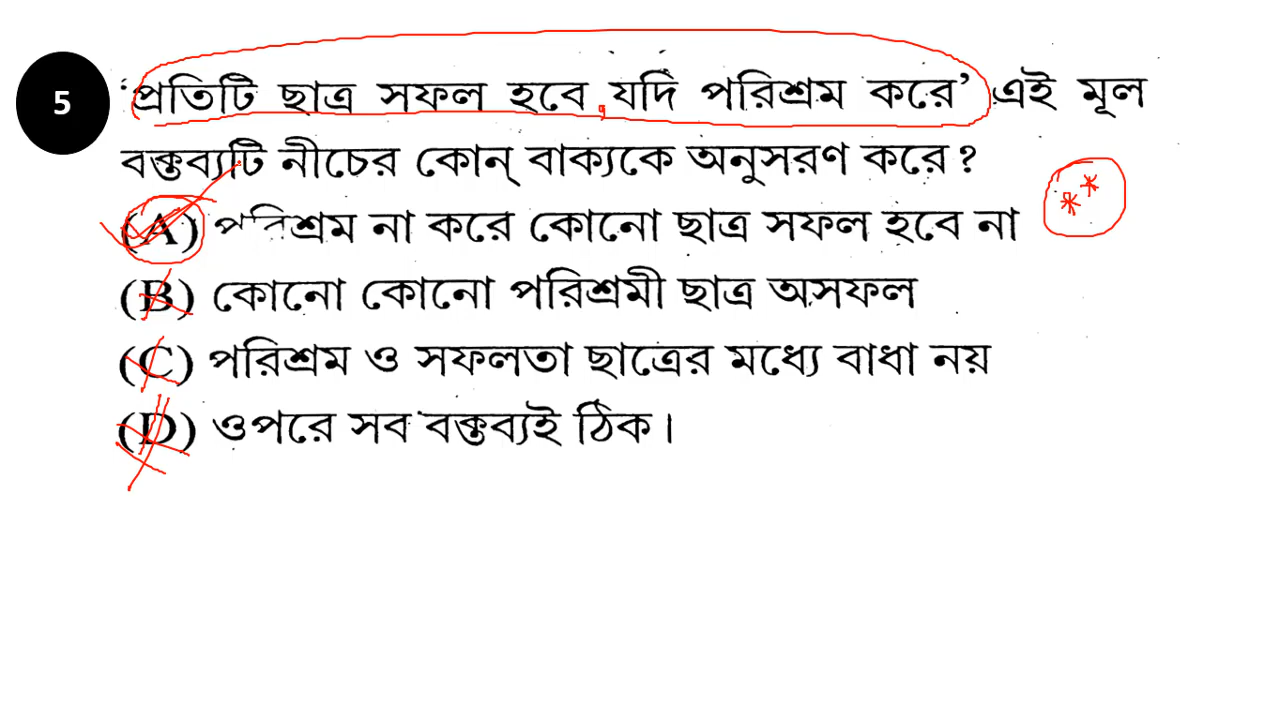 5
'প্রতিটি ছাত্র সফল হবে যদি পরিশ্রম করে' এই মূল
বক্তব্যটি নীচের কোন্ বাক্যকে অনুসরণ করে?
(A) পরিশ্রম না করে কোনো ছাত্র সফল হবে না
(B) কোনো কোনো পরিশ্রমী ছাত্র অসফল
(C) পরিশ্রম ও সফলতা ছাত্রের মধ্যে বাধা নয়
(D) ওপরে সব বক্তব্যই ঠিক।